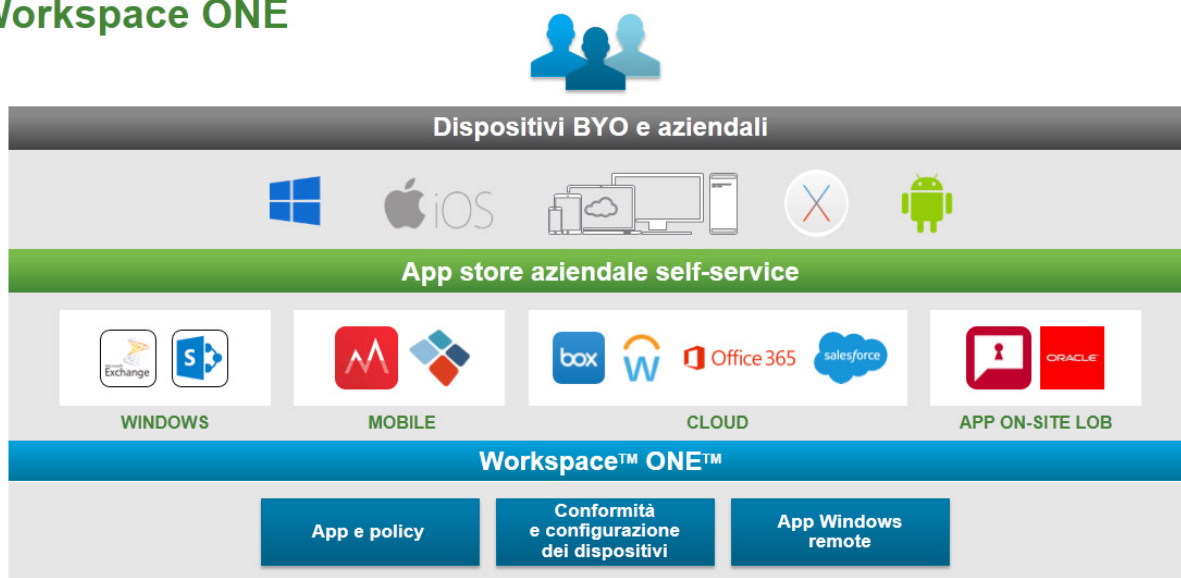 Workspace ONE
Dispositivi BYO e aziendali
iOS
App store aziendale self-service
Microsoft
Exchange
S
box
Office 365
salesforce
ORACLE
WINDOWS
MOBILE
CLOUD
APP ON-SITE LOB
Workspace™ ONE™
App e policy
Conformità
e configurazione
dei dispositivi
App Windows
remote